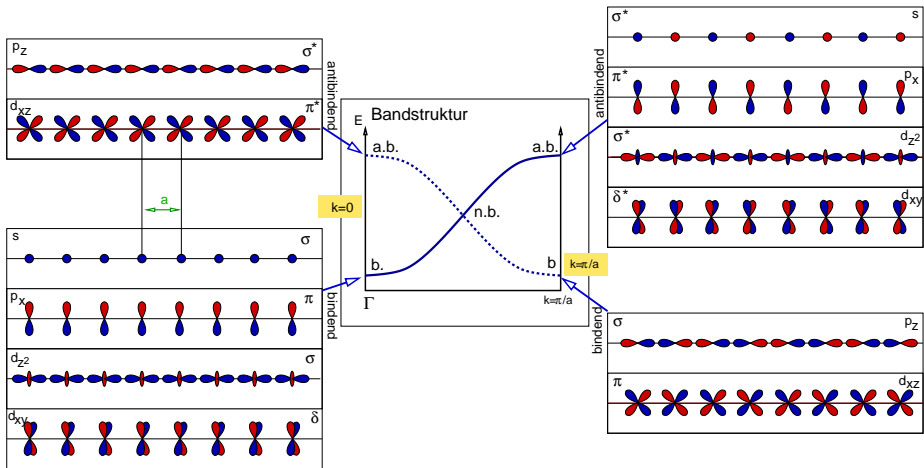 p_z σ*
d_xz π*
antibindend
a
s σ
p_x π
d_z² σ
d_xy δ
bindend
Bandstruktur
E
a.b. a.b.
k=0
n.b.
b. b
k=π/a
Γ k=π/a
σ* s
π* p_x
σ* d_z²
δ* d_xy
antibindend
σ p_z
π d_xz
bindend